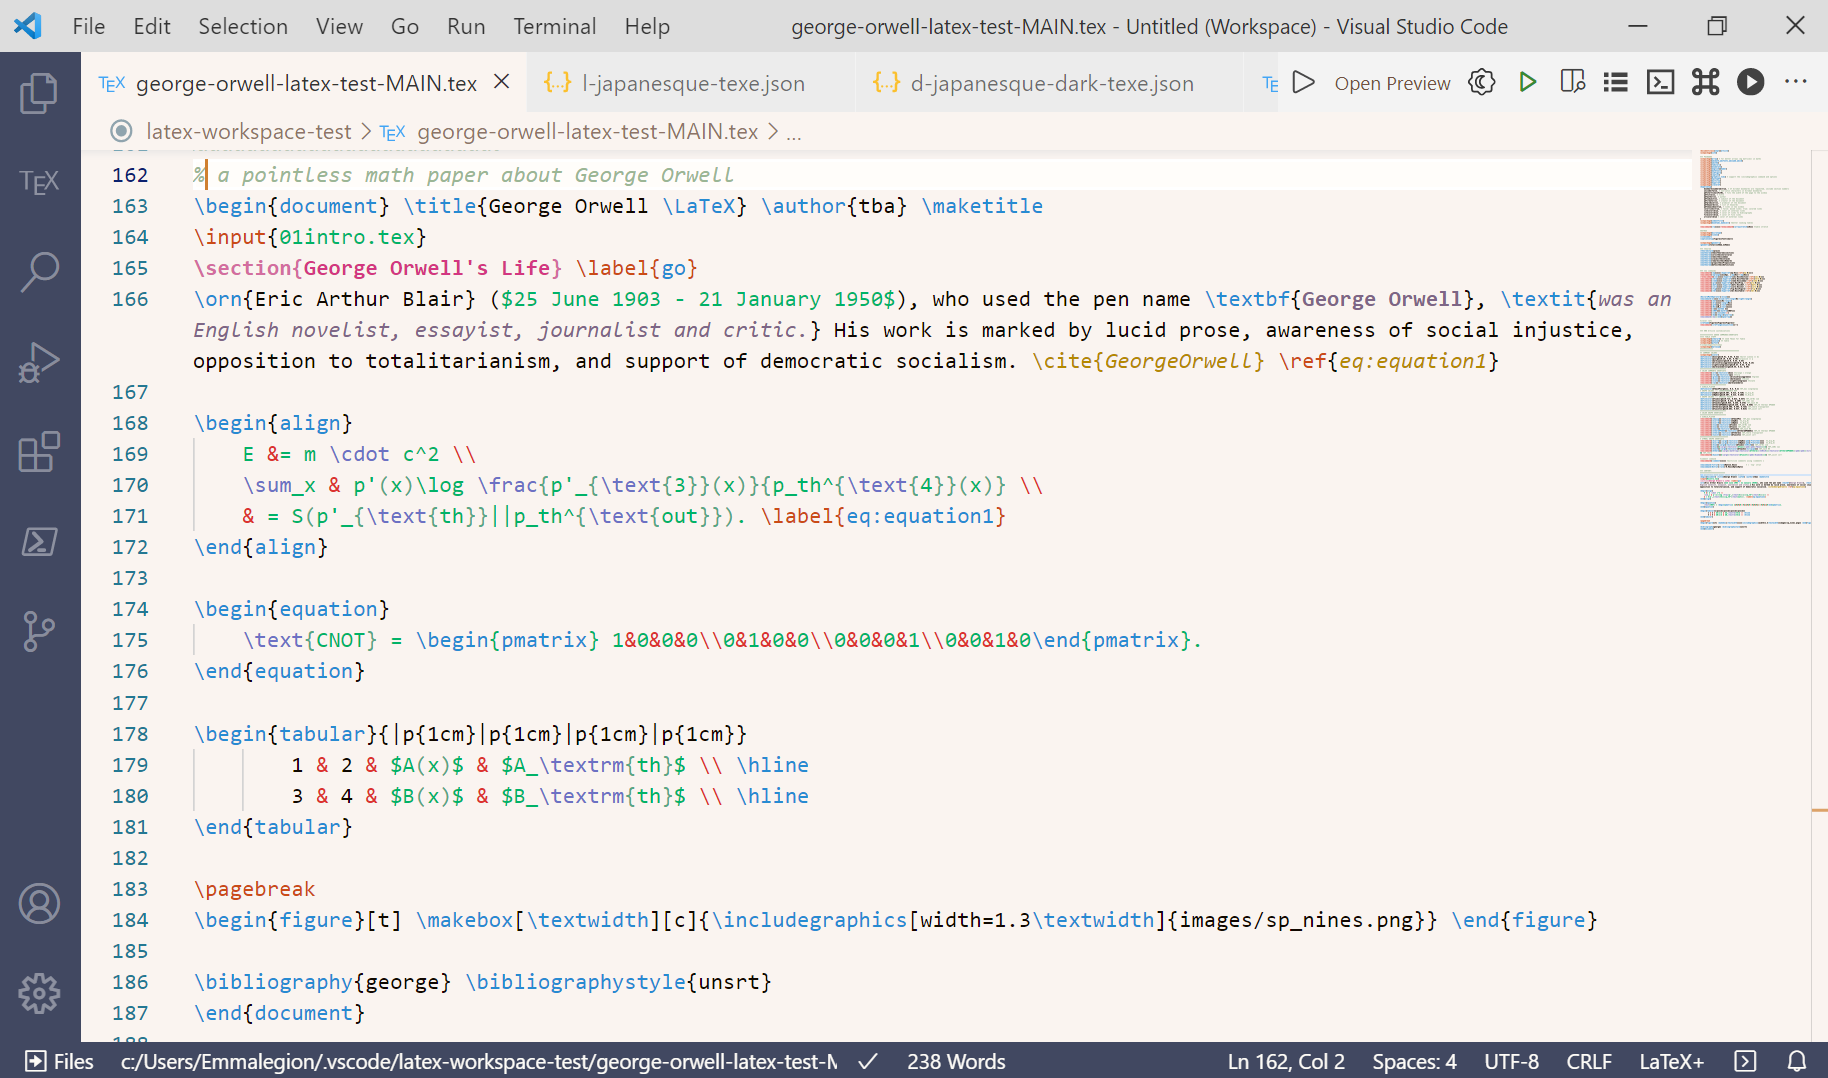 File Edit Selection View Go Run Terminal Help george-orwell-latex-test-MAIN.tex - Untitled (Workspace) - Visual Studio Code
TEX george-orwell-latex-test-MAIN.tex {..} l-japanesque-texe.json {..} d-japanesque-dark-texe.json Open Preview ...
latex-workspace-test > TEX george-orwell-latex-test-MAIN.tex > ...
TEX
162 % a pointless math paper about George Orwell
163 \begin{document} \title{George Orwell \LaTeX} \author{tba} \maketitle
164 \input{01intro.tex}
165 \section{George Orwell's Life} \label{go}
166 \orn{Eric Arthur Blair} ($25 June 1903 - 21 January 1950$), who used the pen name \textbf{George Orwell}, \textit{was an
English novelist, essayist, journalist and critic.} His work is marked by lucid prose, awareness of social injustice,
opposition to totalitarianism, and support of democratic socialism. \cite{GeorgeOrwell} \ref{eq:equation1}
167
168 \begin{align}
169 E &= m \cdot c^2 \\
170 \sum_x & p'(x)\log \frac{p'_{\text{3}}(x)}{p_th^{\text{4}}(x)} \\
171 & = S(p'_{\text{th}}||p_th^{\text{out}}). \label{eq:equation1}
172 \end{align}
173
174 \begin{equation}
175 \text{CNOT} = \begin{pmatrix} 1&0&0&0\\0&1&0&0\\0&0&0&1\\0&0&1&0\end{pmatrix}.
176 \end{equation}
177
178 \begin{tabular}{|p{1cm}|p{1cm}|p{1cm}|p{1cm}}
179 1 & 2 & $A(x)$ & $A_\textrm{th}$ \\ \hline
180 3 & 4 & $B(x)$ & $B_\textrm{th}$ \\ \hline
181 \end{tabular}
182
183 \pagebreak
184 \begin{figure}[t] \makebox[\textwidth][c]{\includegraphics[width=1.3\textwidth]{images/sp_nines.png}} \end{figure}
185
186 \bibliography{george} \bibliographystyle{unsrt}
187 \end{document}
Files c:/Users/Emmalegion/.vscode/latex-workspace-test/george-orwell-latex-test-M 238 Words Ln 162, Col 2 Spaces: 4 UTF-8 CRLF LaTeX+